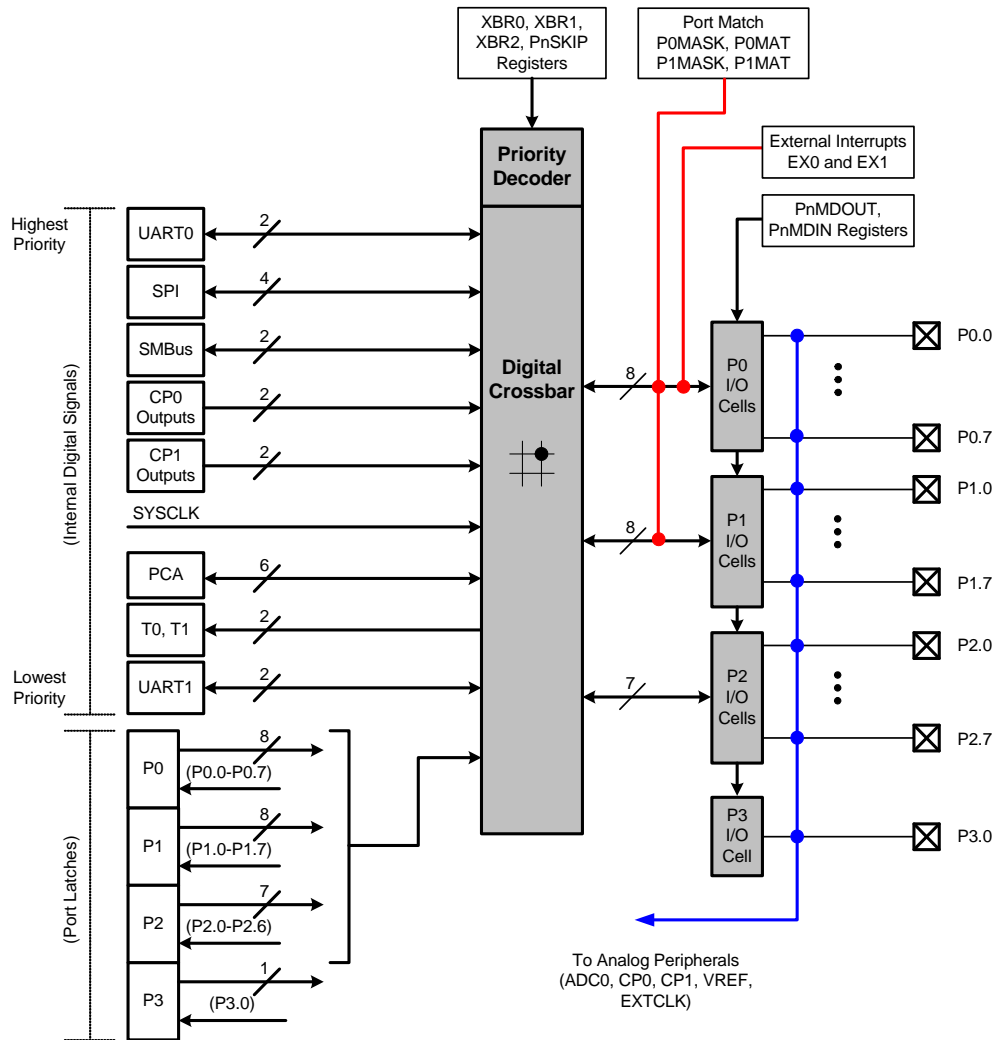 XBR0, XBR1,
XBR2, PnSKIP
Registers
Port Match
P0MASK, P0MAT
P1MASK, P1MAT
External Interrupts
EX0 and EX1
PnMDOUT,
PnMDIN Registers
Priority
Decoder
Digital
Crossbar
Highest
Priority
(Internal Digital Signals)
Lowest
Priority
UART0
2
SPI
4
SMBus
2
CP0
Outputs
2
CP1
Outputs
2
SYSCLK
PCA
6
T0, T1
2
UART1
2
(Port Latches)
P0
8
(P0.0-P0.7)
P1
8
(P1.0-P1.7)
P2
7
(P2.0-P2.6)
P3
1
(P3.0)
8
8
7
P0
I/O
Cells
P1
I/O
Cells
P2
I/O
Cells
P3
I/O
Cell
P0.0
P0.7
P1.0
P1.7
P2.0
P2.7
P3.0
To Analog Peripherals
(ADC0, CP0, CP1, VREF,
EXTCLK)